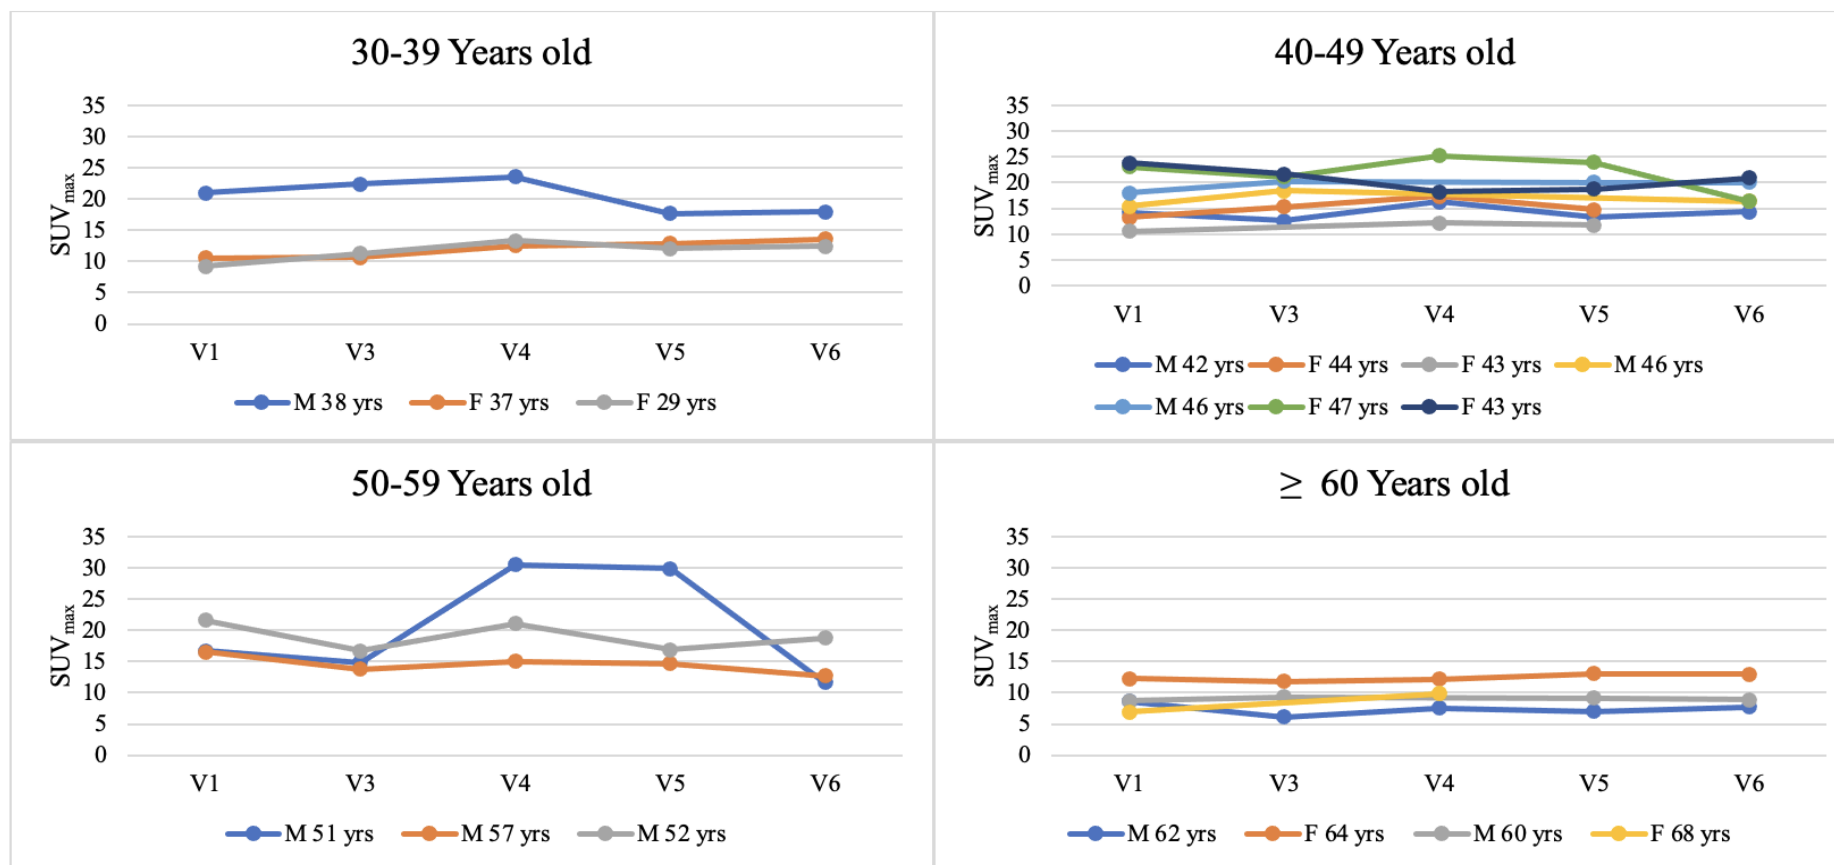 30-39 Years old
35
30
25
20
15
10
5
0
SUVmax
V1 V3 V4 V5 V6
M 38 yrs F 37 yrs F 29 yrs
40-49 Years old
35
30
25
20
15
10
5
0
SUVmax
V1 V3 V4 V5 V6
M 42 yrs F 44 yrs F 43 yrs M 46 yrs
M 46 yrs F 47 yrs F 43 yrs
50-59 Years old
35
30
25
20
15
10
5
0
SUVmax
V1 V3 V4 V5 V6
M 51 yrs M 57 yrs M 52 yrs
≥ 60 Years old
35
30
25
20
15
10
5
0
SUVmax
V1 V3 V4 V5 V6
M 62 yrs F 64 yrs M 60 yrs F 68 yrs